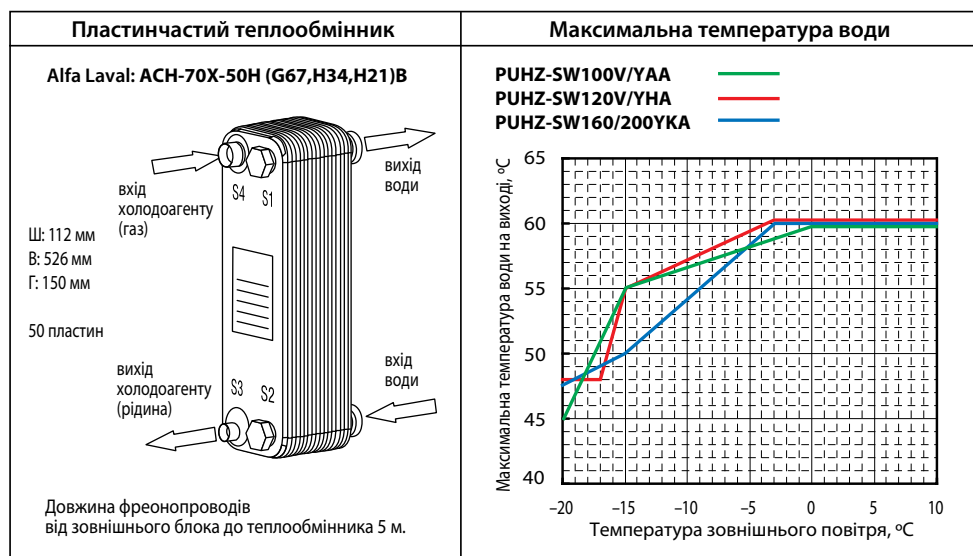 Пластинчастий теплообмінник
Alfa Laval: ACH-70X-50H (G67,H34,H21)B
вхід
холодоагенту
(газ)
S4
S1
вихід
води
Ш: 112 мм
В: 526 мм
Г: 150 мм
50 пластин
вихід
холодоагенту
(рідина)
S3
S2
вхід
води
Довжина фреонопроводів
від зовнішнього блока до теплообмінника 5 м.
Максимальна температура води
PUHZ-SW100V/YAA
PUHZ-SW120V/YHA
PUHZ-SW160/200YKA
Максимальна температура води на виході, ºC
65
60
55
50
45
40
–20
–15
–10
–5
0
5
10
Температура зовнішнього повітря, ºC